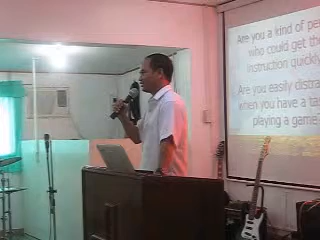 Are you a kind of pe
who could get the
instruction quickly
Are you easily distra
when you have a tas
playing a game